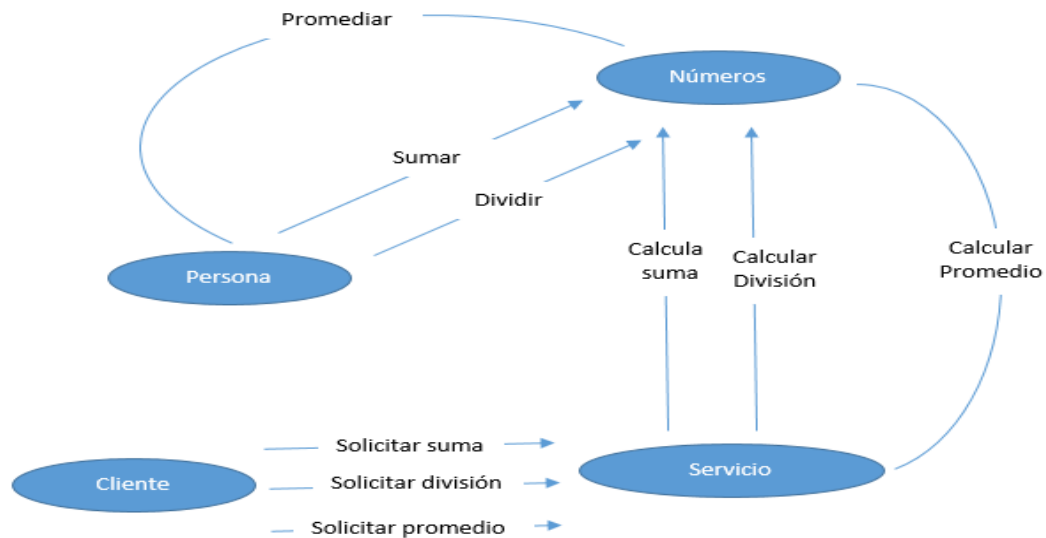 Promediar
Números
Sumar
Dividir
Persona
Calcula
suma
Calcular
División
Calcular
Promedio
Solicitar suma
Cliente
Solicitar división
Servicio
Solicitar promedio